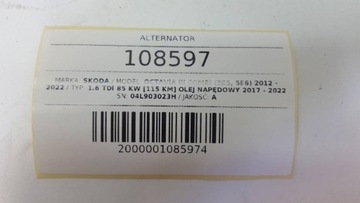 ALTERNATOR
108597
MARKA: SKODA / MODEL: OCTAVIA III COMBI (5E5, 5E6) 2012 -
2022 / TYP: 1.6 TDI 85 KW [115 KM] OLEJ NAPĘDOWY 2017 - 2022
SN: 04L903023H / JAKOŚĆ: A
2000001085974